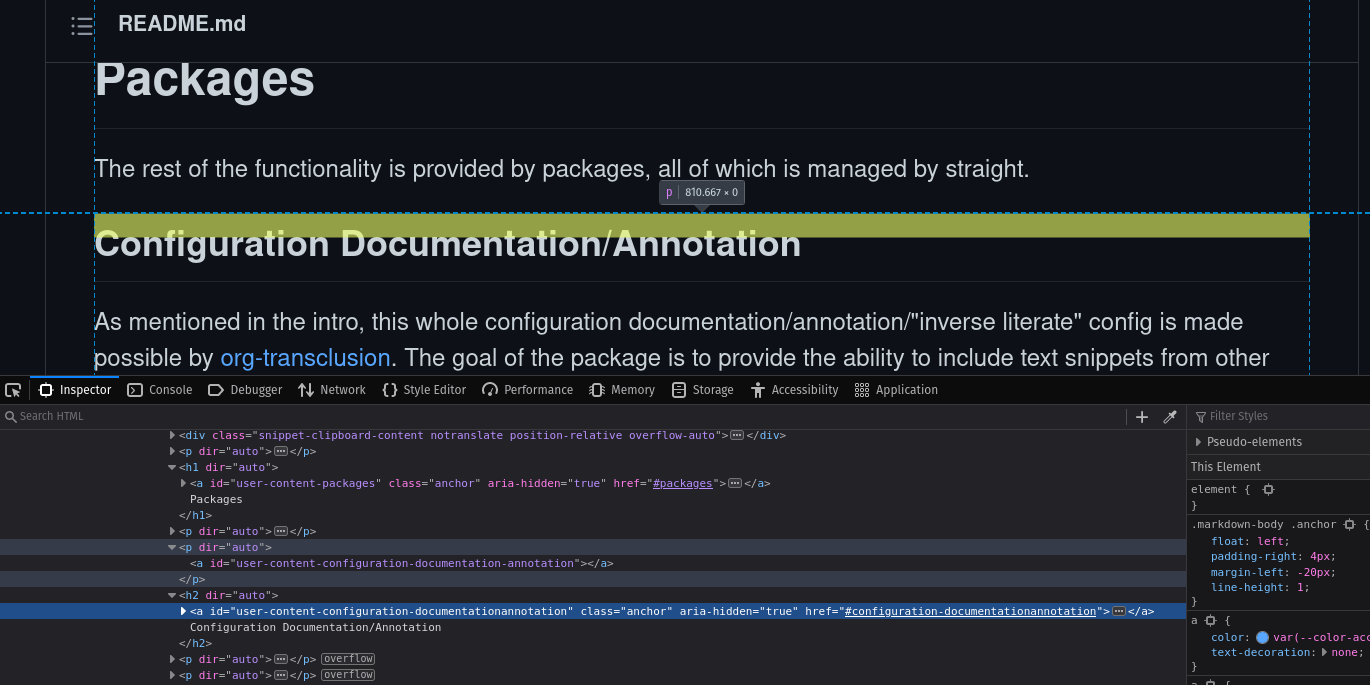 README.md
Packages
The rest of the functionality is provided by packages, all of which is managed by straight.
p 810.667 × 0
Configuration Documentation/Annotation
As mentioned in the intro, this whole configuration documentation/annotation/"inverse literate" config is made
possible by org-transclusion. The goal of the package is to provide the ability to include text snippets from other
Inspector Console Debugger Network Style Editor Performance Memory Storage Accessibility Application
Search HTML
Filter Styles
<div class="snippet-clipboard-content notranslate position-relative overflow-auto">⋯</div>
<p dir="auto">⋯</p>
<h1 dir="auto">
<a id="user-content-packages" class="anchor" aria-hidden="true" href="#packages">⋯</a>
Packages
</h1>
<p dir="auto">⋯</p>
<p dir="auto">
<a id="user-content-configuration-documentation-annotation"></a>
</p>
<h2 dir="auto">
<a id="user-content-configuration-documentationannotation" class="anchor" aria-hidden="true" href="#configuration-documentationannotation">⋯</a>
Configuration Documentation/Annotation
</h2>
<p dir="auto">⋯</p> overflow
<p dir="auto">⋯</p> overflow
Pseudo-elements
This Element
element {
}
.markdown-body .anchor {
float: left;
padding-right: 4px;
margin-left: -20px;
line-height: 1;
}
a {
color: var(--color-acc
text-decoration: none;
}